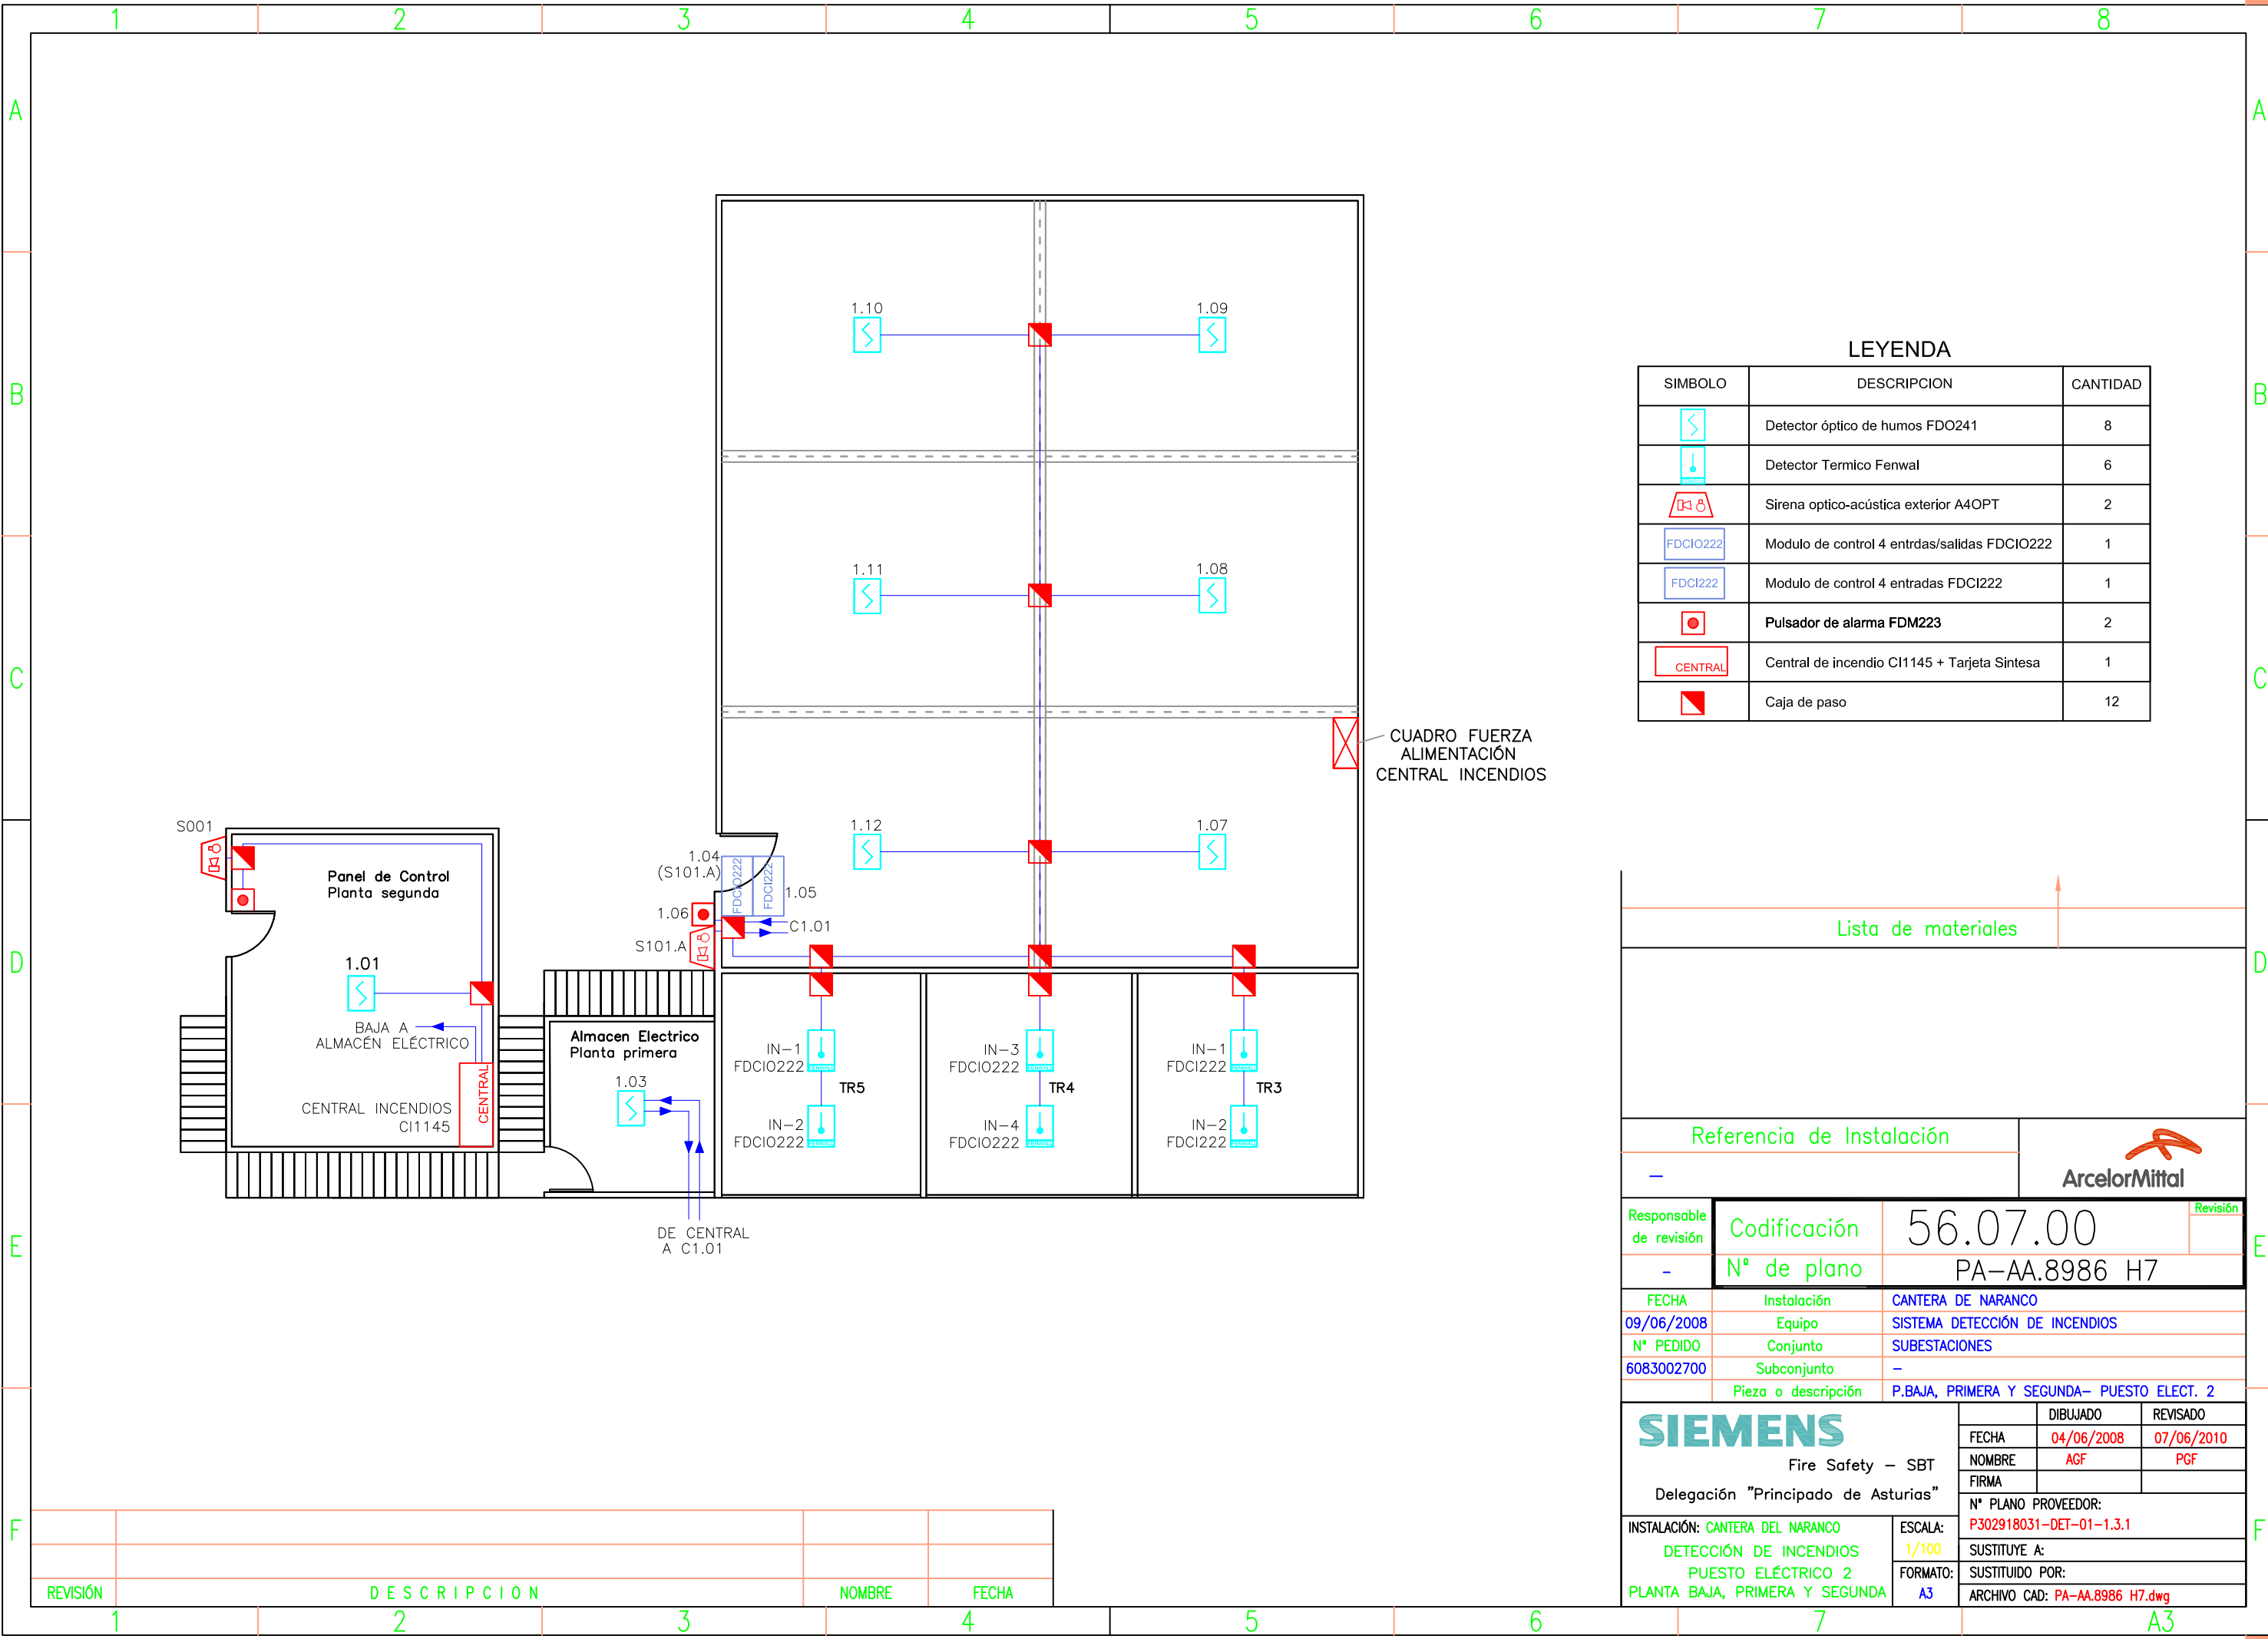 1 2 3 4 5 6 7 8
A A
B B
C C
D D
E E
F F
1.10
1.09
1.11
1.08
1.12
1.07
CUADRO FUERZA
ALIMENTACIÓN
CENTRAL INCENDIOS
S001
Panel de Control
Planta segunda
1.01
BAJA A
ALMACÉN ELÉCTRICO
CENTRAL INCENDIOS
CI1145
CENTRAL
1.04
(S101.A)
FDCIO222
FDCI222
1.05
1.06
C1.01
S101.A
Almacen Electrico
Planta primera
1.03
DE CENTRAL
A C1.01
IN-1
FDCIO222
TR5
IN-2
FDCIO222
IN-3
FDCIO222
TR4
IN-4
FDCIO222
IN-1
FDCI222
TR3
IN-2
FDCI222
LEYENDA
SIMBOLO DESCRIPCION CANTIDAD
Detector óptico de humos FDO241 8
Detector Termico Fenwal 6
Sirena optico-acústica exterior A4OPT 2
FDCIO222 Modulo de control 4 entrdas/salidas FDCIO222 1
FDCI222 Modulo de control 4 entradas FDCI222 1
Pulsador de alarma FDM223 2
CENTRAL Central de incendio CI1145 + Tarjeta Sintesa 1
Caja de paso 12
Lista de materiales
Referencia de Instalación
–
ArcelorMittal
Responsable
de revisión
-
Codificación 56.07.00
Revisión
N° de plano PA-AA.8986 H7
FECHA Instalación CANTERA DE NARANCO
09/06/2008 Equipo SISTEMA DETECCIÓN DE INCENDIOS
N° PEDIDO Conjunto SUBESTACIONES
6083002700 Subconjunto –
Pieza o descripción P.BAJA, PRIMERA Y SEGUNDA- PUESTO ELECT. 2
SIEMENS
Fire Safety – SBT
Delegación "Principado de Asturias"
DIBUJADO REVISADO
FECHA 04/06/2008 07/06/2010
NOMBRE AGF PGF
FIRMA
N° PLANO PROVEEDOR:
P302918031-DET-01-1.3.1
SUSTITUYE A:
SUSTITUIDO POR:
ARCHIVO CAD: PA-AA.8986 H7.dwg
INSTALACIÓN: CANTERA DEL NARANCO
DETECCIÓN DE INCENDIOS
PUESTO ELÉCTRICO 2
PLANTA BAJA, PRIMERA Y SEGUNDA
ESCALA:
1/100
FORMATO:
A3
REVISIÓN DESCRIPCION NOMBRE FECHA
1 2 3 4 5 6 7 A3